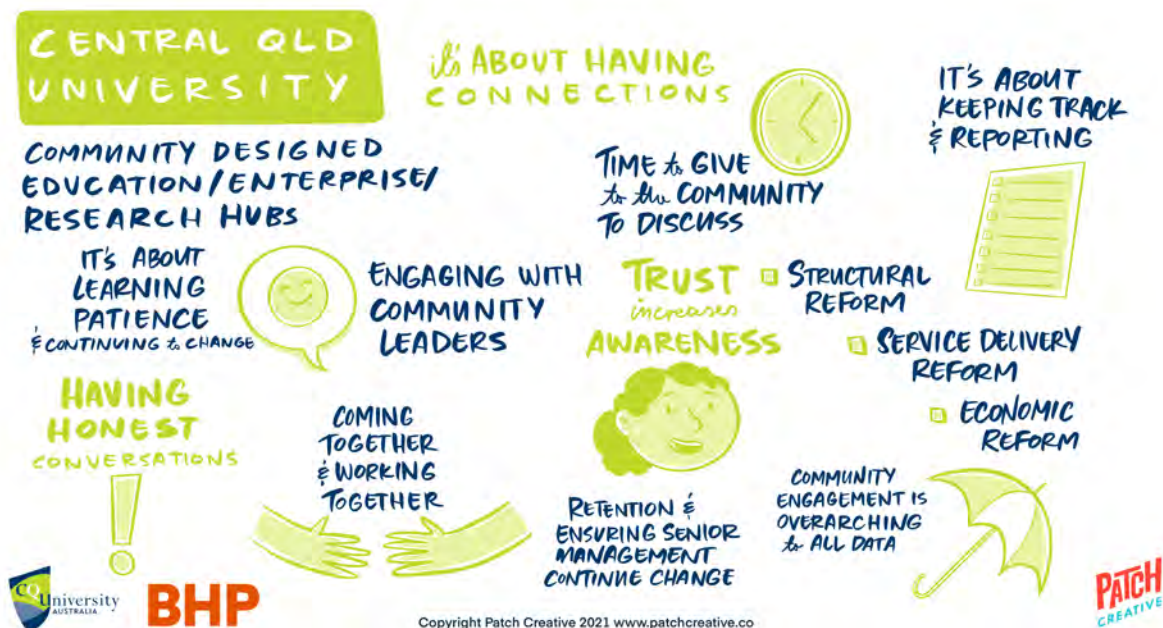 CENTRAL QLD
UNIVERSITY
it's ABOUT HAVING
CONNECTIONS
IT'S ABOUT
KEEPING TRACK
& REPORTING
COMMUNITY DESIGNED
EDUCATION/ENTERPRISE/
RESEARCH HUBS
TIME to GIVE
to the COMMUNITY
TO DISCUSS
IT'S ABOUT
LEARNING
PATIENCE
& CONTINUING to CHANGE
ENGAGING WITH
COMMUNITY
LEADERS
TRUST
increases
AWARENESS
STRUCTURAL
REFORM
SERVICE DELIVERY
REFORM
ECONOMIC
REFORM
HAVING
HONEST
CONVERSATIONS
COMING
TOGETHER
& WORKING
TOGETHER
RETENTION &
ENSURING SENIOR
MANAGEMENT
CONTINUE CHANGE
COMMUNITY
ENGAGEMENT IS
OVERARCHING
to ALL DATA
CQUniversity
AUSTRALIA
BHP
Copyright Patch Creative 2021 www.patchcreative.co
PATCH
CREATIVE